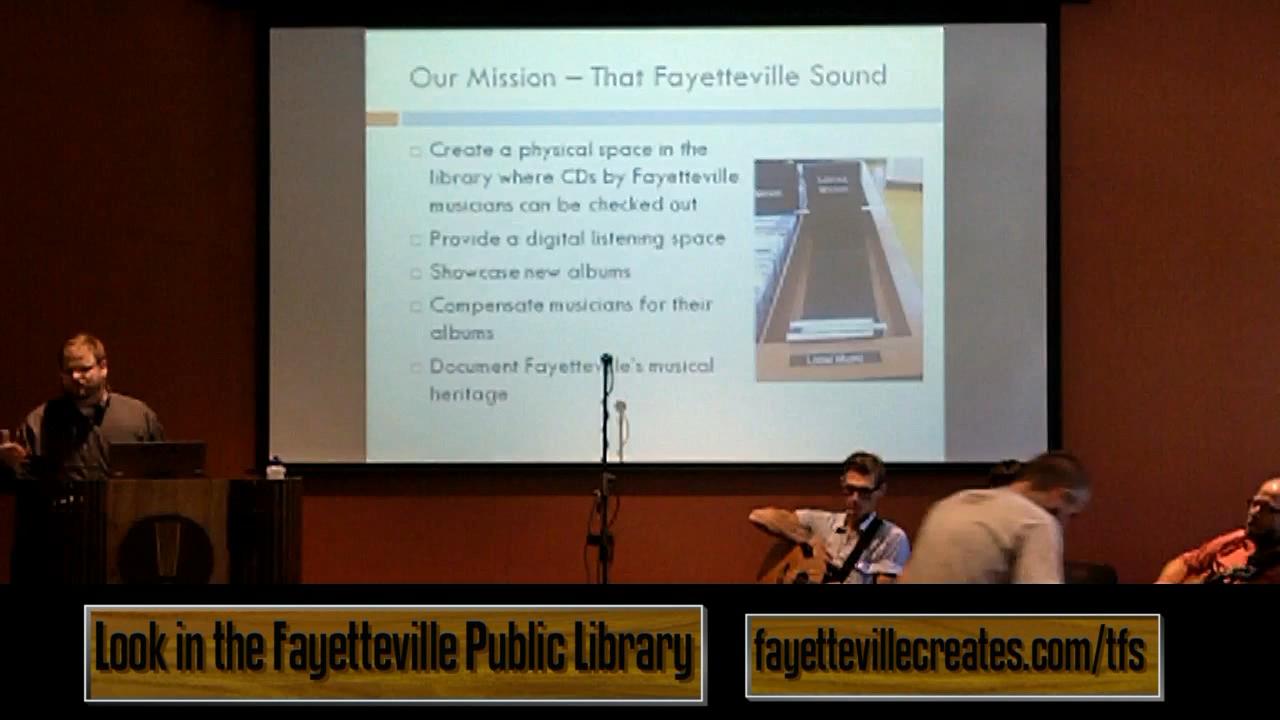 Our Mission – That Fayetteville Sound
Create a physical space in the
library where CDs by Fayetteville
musicians can be checked out
Provide a digital listening space
Showcase new albums
Compensate musicians for their
albums
Document Fayetteville's musical
heritage
Local Music
Look in the Fayetteville Public Library
fayettevillecreates.com/tfs